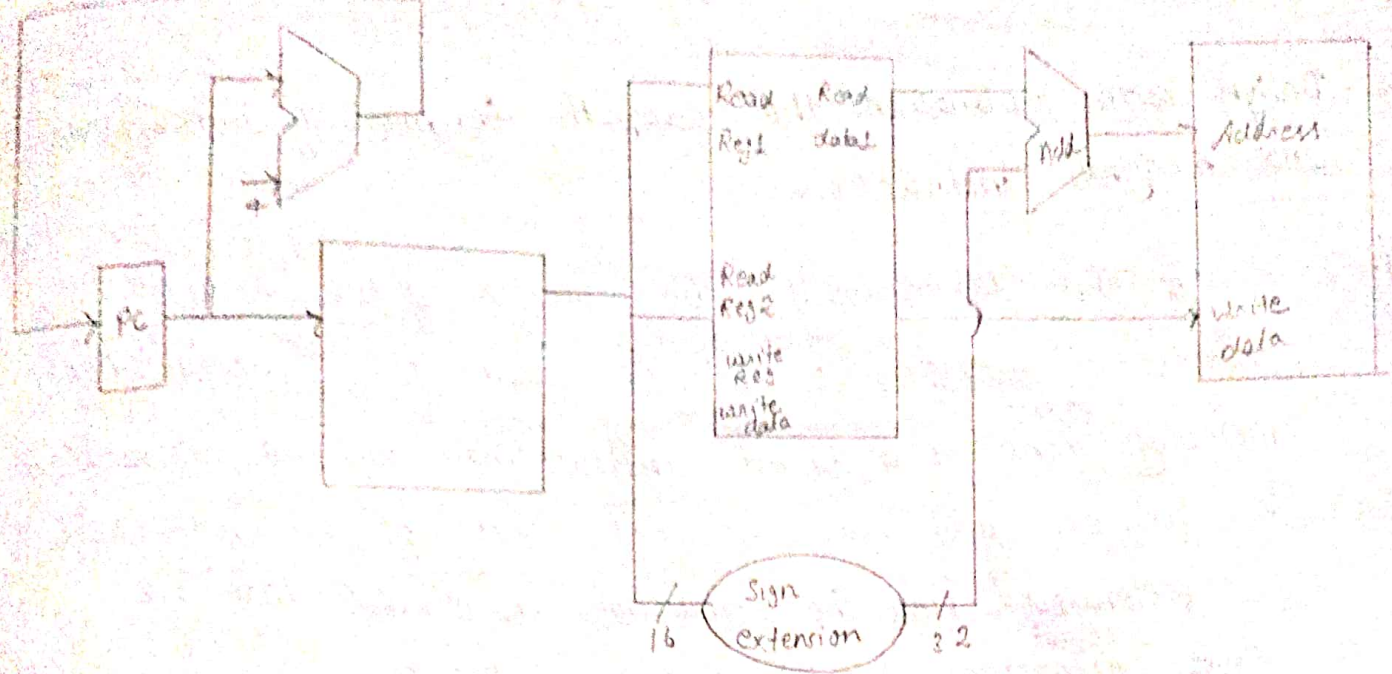 PC
4
Read
Reg1
Read
data1
Read
Reg2
write
Reg
write
data
Add
Address
write
data
16
Sign
extension
32